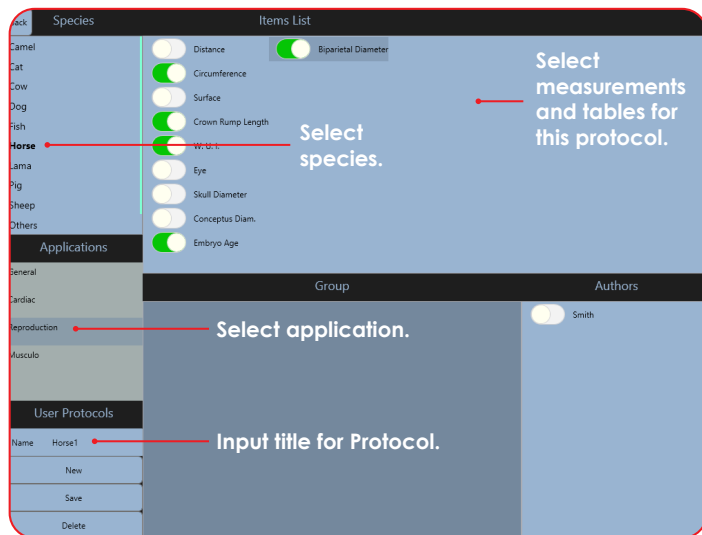 Back
Species
Items List
Camel
Cat
Cow
Dog
Fish
Horse
Lama
Pig
Sheep
Others
Distance
Biparietal Diameter
Circumference
Surface
Crown Rump Length
W. U. I.
Eye
Skull Diameter
Conceptus Diam.
Embryo Age
Select
measurements
and tables for
this protocol.
Select
species.
Applications
General
Cardiac
Reproduction
Musculo
Group
Authors
Smith
Select application.
User Protocols
Name Horse1
Input title for Protocol.
New
Save
Delete